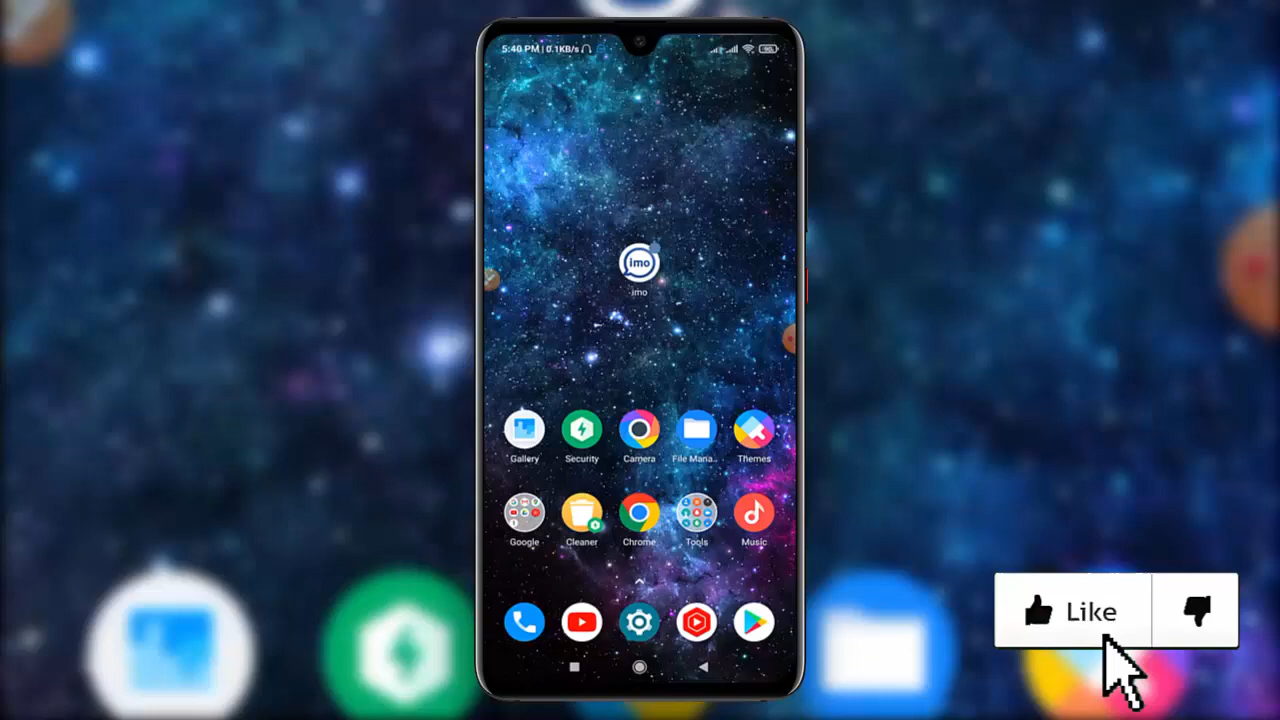 5:40 PM | 0.1KB/s
90
imo
imo
Gallery Security Camera File Mana.. Themes
Google Cleaner Chrome Tools Music
Like